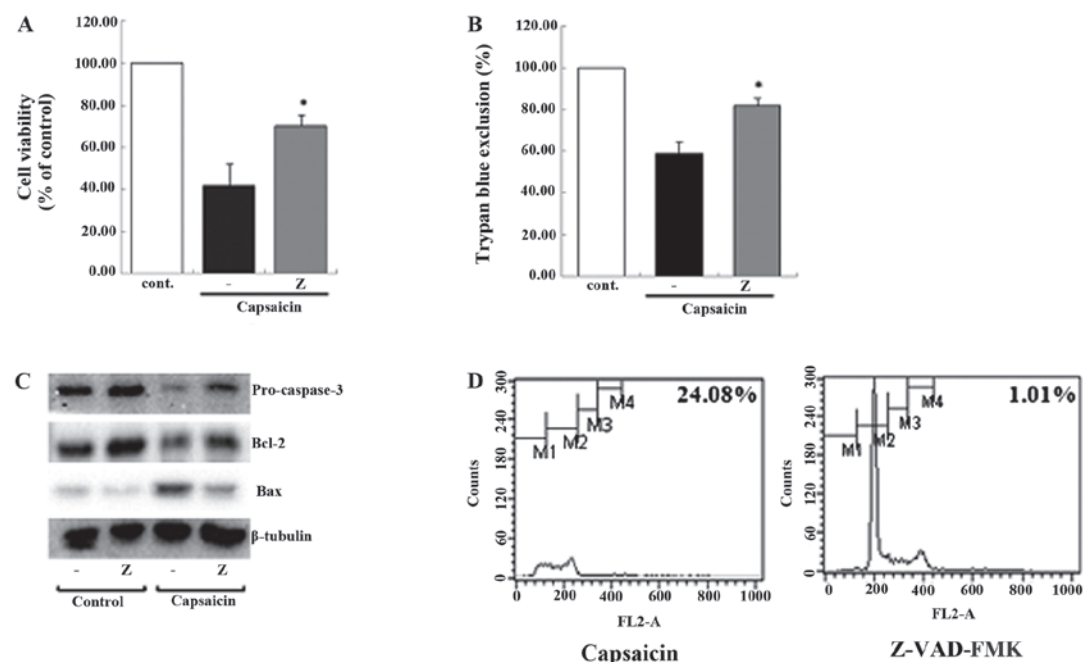 A
Cell viability
(% of control)
120.00
100.00
80.00
60.00
40.00
20.00
0.00
*
cont.
-
Z
Capsaicin
B
Trypan blue exclusion (%)
120.00
100.00
80.00
60.00
40.00
20.00
0.00
*
cont.
-
Z
Capsaicin
C
Pro-caspase-3
Bcl-2
Bax
β-tubulin
- Z - Z
Control Capsaicin
D
Counts
300
240
180
120
60
0
M1 M2 M3 M4
24.08%
0 200 400 600 800 1000
FL2-A
Capsaicin
Counts
300
240
180
120
60
0
M1 M2 M3 M4
1.01%
0 200 400 600 800 1000
FL2-A
Z-VAD-FMK